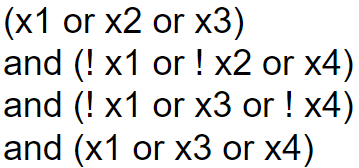 (x1 or x2 or x3)
and (! x1 or ! x2 or x4)
and (! x1 or x3 or ! x4)
and (x1 or x3 or x4)